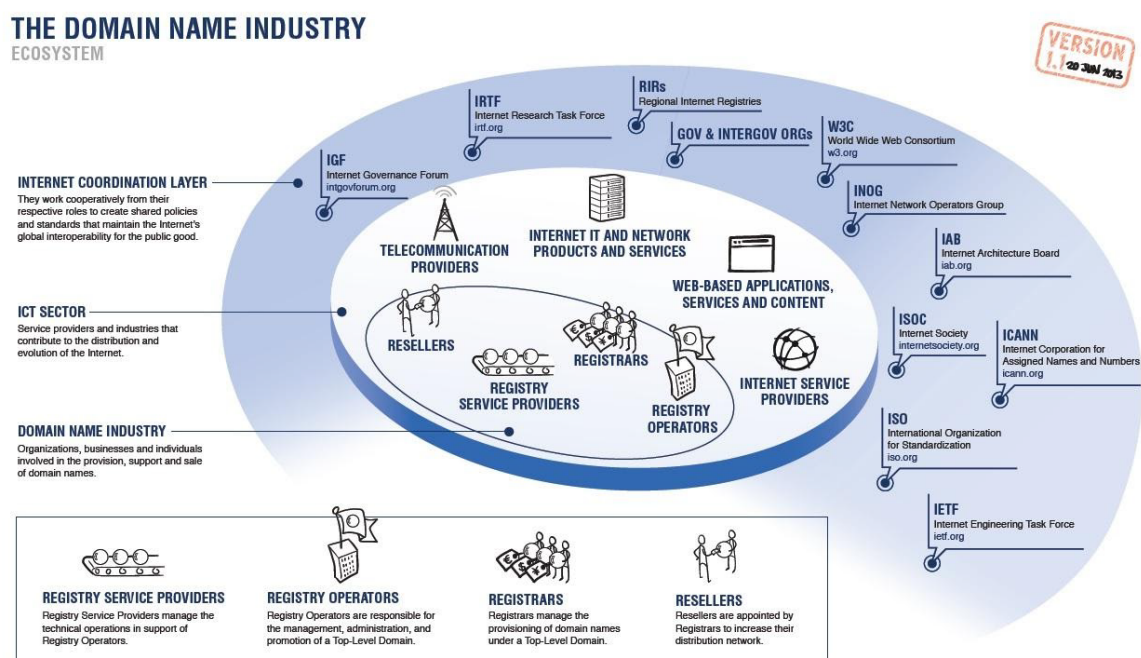 THE DOMAIN NAME INDUSTRY
ECOSYSTEM
VERSION
1.1 20 JUN 2013
IRTF
Internet Research Task Force
irtf.org
RIRs
Regional Internet Registries
GOV & INTERGOV ORGs
W3C
World Wide Web Consortium
w3.org
IGF
Internet Governance Forum
intgovforum.org
INOG
Internet Network Operators Group
IAB
Internet Architecture Board
iab.org
ISOC
Internet Society
internetsociety.org
ICANN
Internet Corporation for
Assigned Names and Numbers
icann.org
ISO
International Organization
for Standardization
iso.org
IETF
Internet Engineering Task Force
ietf.org
INTERNET COORDINATION LAYER
They work cooperatively from their
respective roles to create shared policies
and standards that maintain the Internet's
global interoperability for the public good.
ICT SECTOR
Service providers and industries that
contribute to the distribution and
evolution of the Internet.
DOMAIN NAME INDUSTRY
Organizations, businesses and individuals
involved in the provision, support and sale
of domain names.
TELECOMMUNICATION
PROVIDERS
INTERNET IT AND NETWORK
PRODUCTS AND SERVICES
WEB-BASED APPLICATIONS,
SERVICES AND CONTENT
INTERNET SERVICE
PROVIDERS
RESELLERS
€ $ ¥
REGISTRARS
REGISTRY
SERVICE PROVIDERS
REGISTRY
OPERATORS
REGISTRY SERVICE PROVIDERS
Registry Service Providers manage the
technical operations in support of
Registry Operators.
REGISTRY OPERATORS
Registry Operators are responsible for
the management, administration, and
promotion of a Top-Level Domain.
€ $ ¥
REGISTRARS
Registrars manage the
provisioning of domain names
under a Top-Level Domain.
RESELLERS
Resellers are appointed by
Registrars to increase their
distribution network.